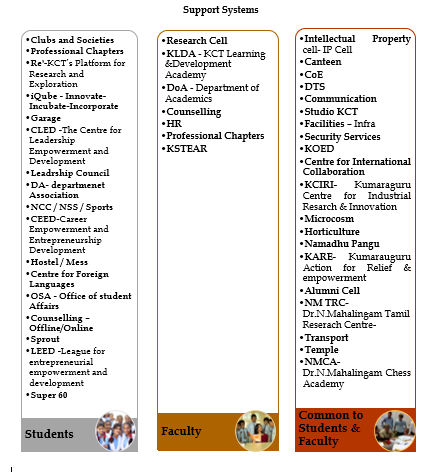 Support Systems
•Clubs and Societies
•Professional Chapters
•Re⁴-KCT's Platform for
Research and
Exploration
•iQube - Innovate-
Incubate-Incorporate
•Garage
•CLED -The Centre for
Leadership
Empowerment and
Development
•Leadrship Council
•DA- departmenet
Association
•NCC / NSS / Sports
•CEED-Career
Empowerment and
Entrepreneurship
Development
•Hostel / Mess
•Centre for Foreign
Languages
•OSA - Office of student
Affairs
•Counselling –
Offline/Online
•Sprout
•LEED -League for
entrepreneurial
empowerment and
development
•Super 60
Students
•Research Cell
•KLDA - KCT Learning
&Development
Academy
•DoA - Department of
Academics
•Counselling
•HR
•Professional Chapters
•KSTEAR
Faculty
•Intellectual Property
cell- IP Cell
•Canteen
•CoE
•DTS
•Communication
•Studio KCT
•Facilities – Infra
•Security Services
•KOED
•Centre for International
Collaboration
•KCIRI- Kumaraguru
Centre for Industrial
Resarch & Innovation
•Microcosm
•Horticulture
•Namadhu Pangu
•KARE- Kumarauguru
Action for Relief &
empowerment
•Alumni Cell
•NM TRC-
Dr.N.Mahalingam Tamil
Reserach Centre-
•Transport
•Temple
•NMCA-
Dr.N.Mahalingam Chess
Academy
Common to
Students &
Faculty